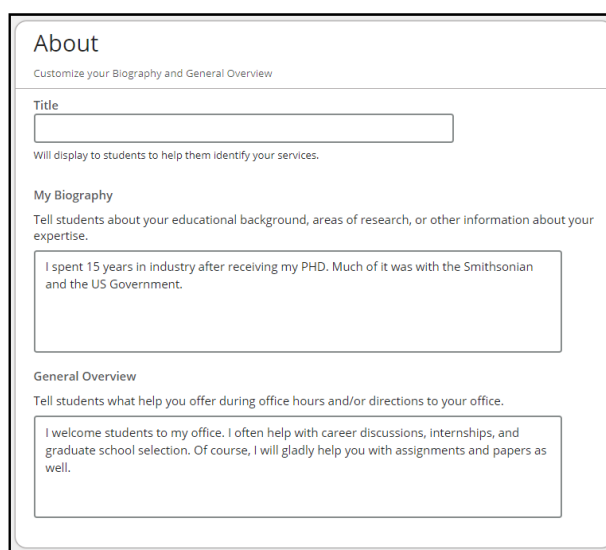 About
Customize your Biography and General Overview
Title
Will display to students to help them identify your services.
My Biography
Tell students about your educational background, areas of research, or other information about your
expertise.
I spent 15 years in industry after receiving my PHD. Much of it was with the Smithsonian
and the US Government.
General Overview
Tell students what help you offer during office hours and/or directions to your office.
I welcome students to my office. I often help with career discussions, internships, and
graduate school selection. Of course, I will gladly help you with assignments and papers as
well.